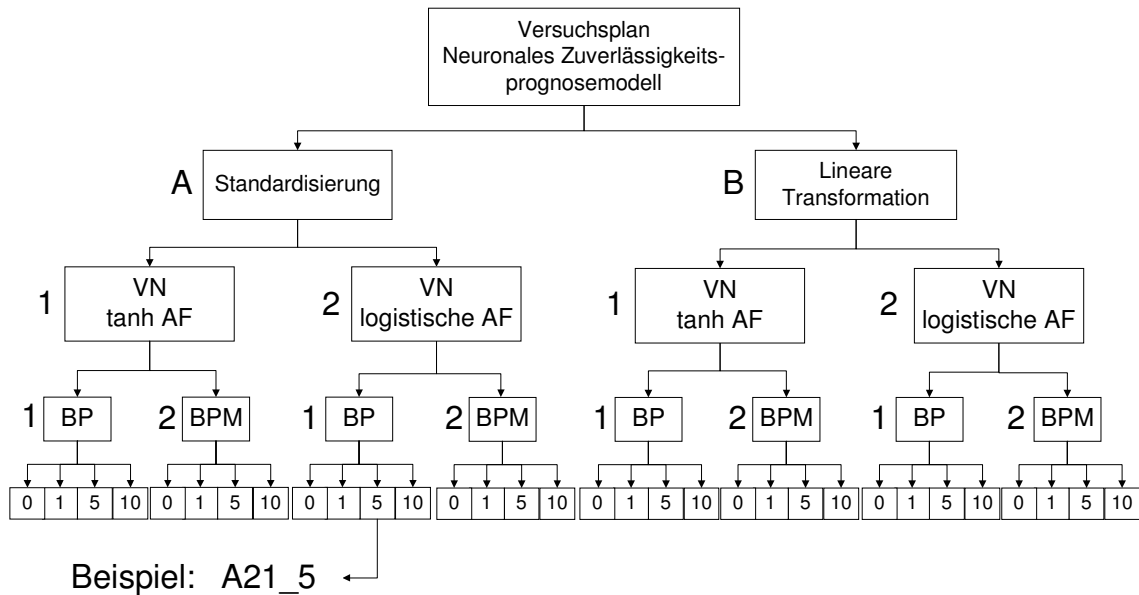 Versuchsplan
Neuronales Zuverlässigkeits-
prognosemodell
A Standardisierung B Lineare
Transformation
1 VN
tanh AF
2 VN
logistische AF
1 VN
tanh AF
2 VN
logistische AF
1 BP 2 BPM 1 BP 2 BPM 1 BP 2 BPM 1 BP 2 BPM
0 1 5 10 0 1 5 10 0 1 5 10 0 1 5 10 0 1 5 10 0 1 5 10 0 1 5 10 0 1 5 10
Beispiel: A21_5